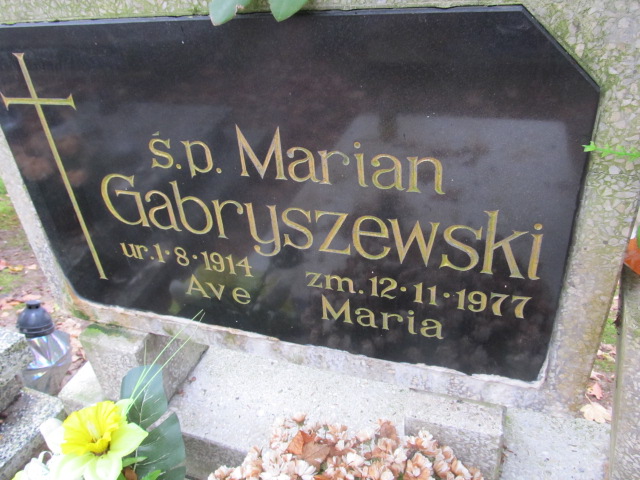 ś.p. Marian
Gabryszewski
ur.1·8·1914 zm.12·11·1977
Ave Maria